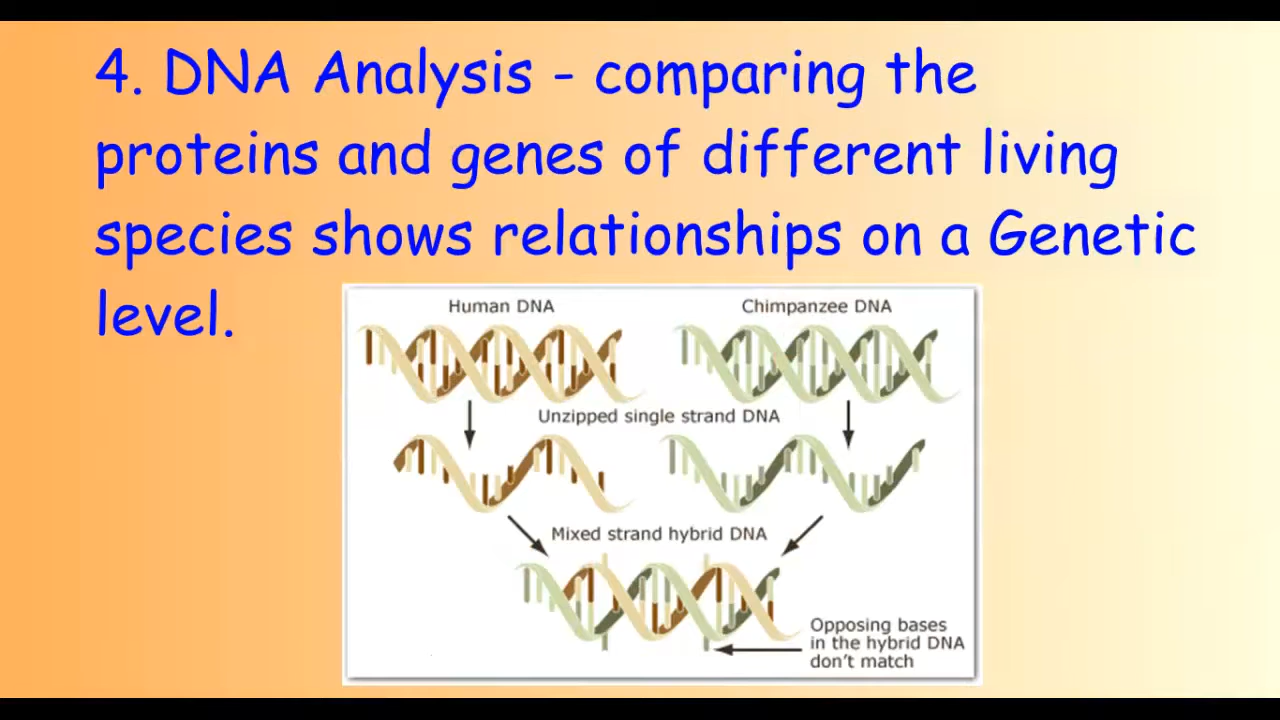 4. DNA Analysis - comparing the
proteins and genes of different living
species shows relationships on a Genetic
level.
Human DNA
Chimpanzee DNA
Unzipped single strand DNA
Mixed strand hybrid DNA
Opposing bases
in the hybrid DNA
don't match